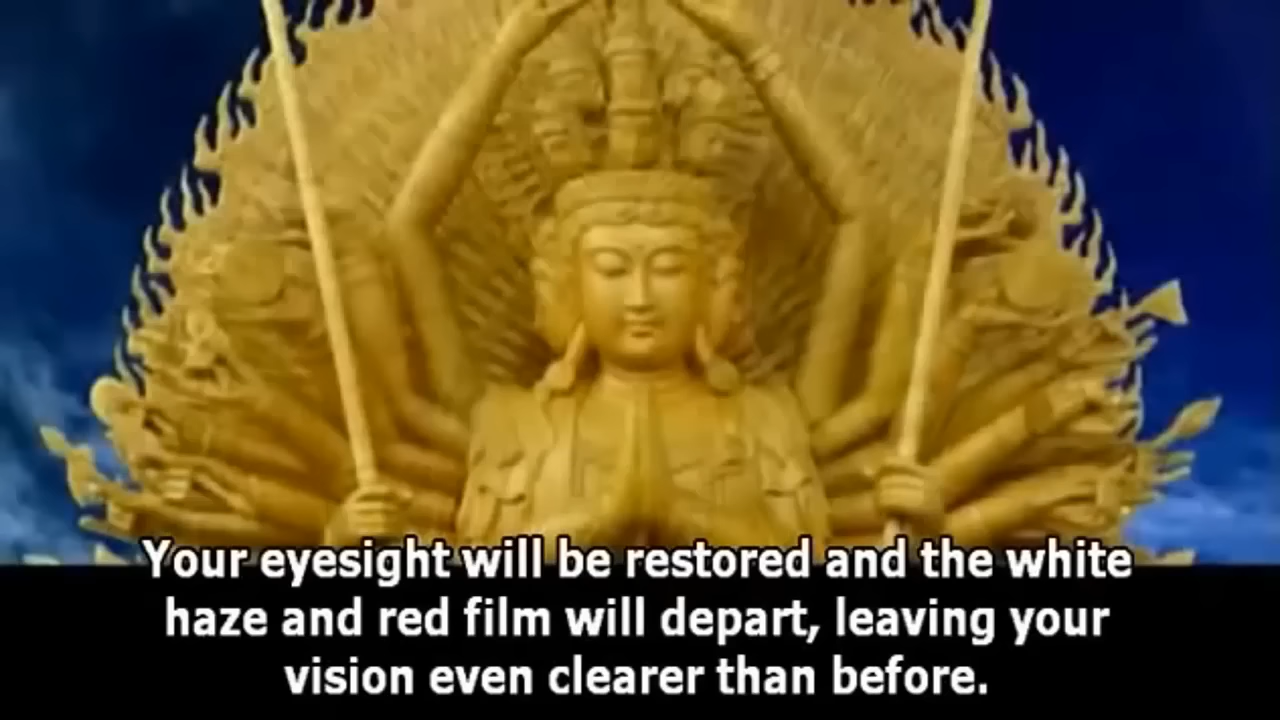 Your eyesight will be restored and the white
haze and red film will depart, leaving your
vision even clearer than before.